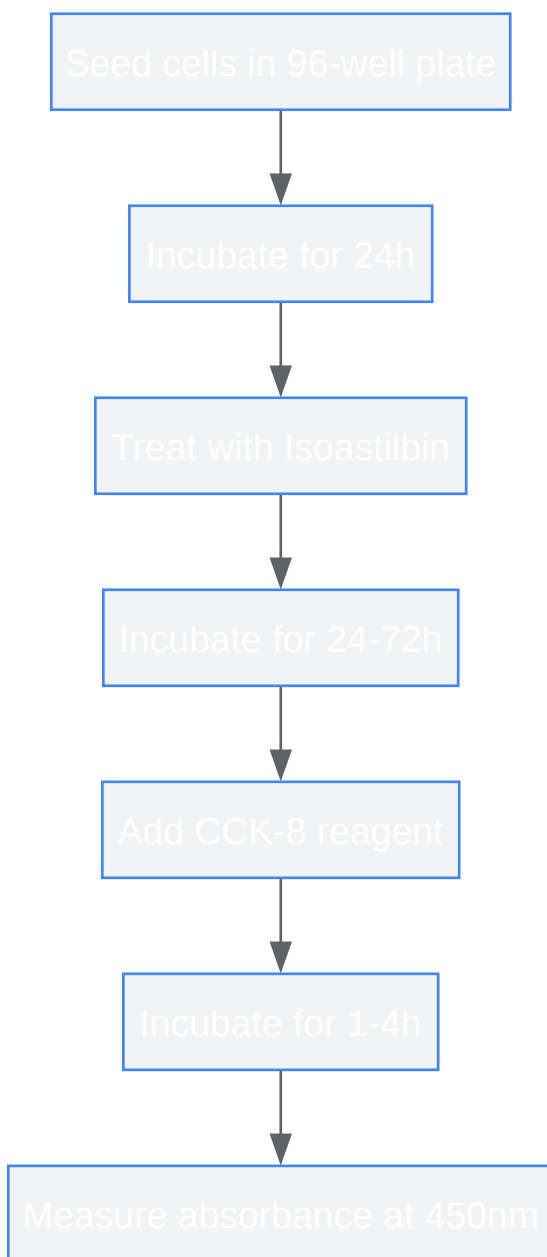 Seed cells in 96-well plate
Incubate for 24h
Treat with Isoastilbin
Incubate for 24-72h
Add CCK-8 reagent
Incubate for 1-4h
Measure absorbance at 450nm